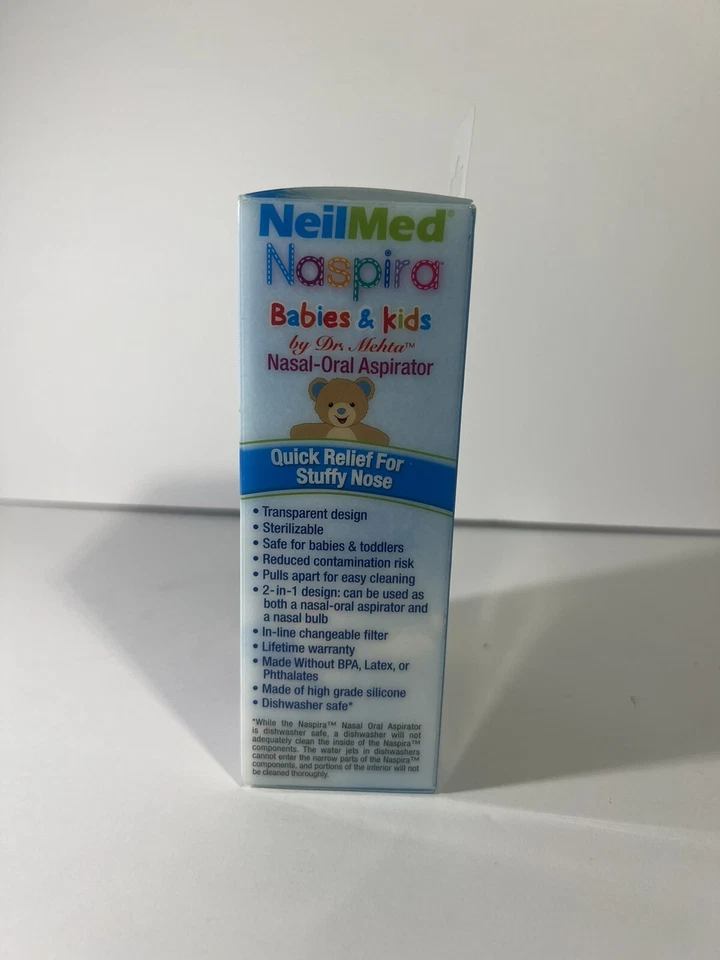 NeilMed®
Naspira™
Babies & kids
by Dr. Mehta™
Nasal-Oral Aspirator
Quick Relief For
Stuffy Nose
• Transparent design
• Sterilizable
• Safe for babies & toddlers
• Reduced contamination risk
• Pulls apart for easy cleaning
• 2-in-1 design: can be used as
both a nasal-oral aspirator and
a nasal bulb
• In-line changeable filter
• Lifetime warranty
• Made Without BPA, Latex, or
Phthalates
• Made of high grade silicone
• Dishwasher safe*
*While the Naspira™ Nasal Oral Aspirator
is dishwasher safe, a dishwasher will not
adequately clean the inside of the Naspira™
components. The water jets in dishwashers
cannot enter the narrow parts of the Naspira™
components, and portions of the interior will not
be cleaned thoroughly.